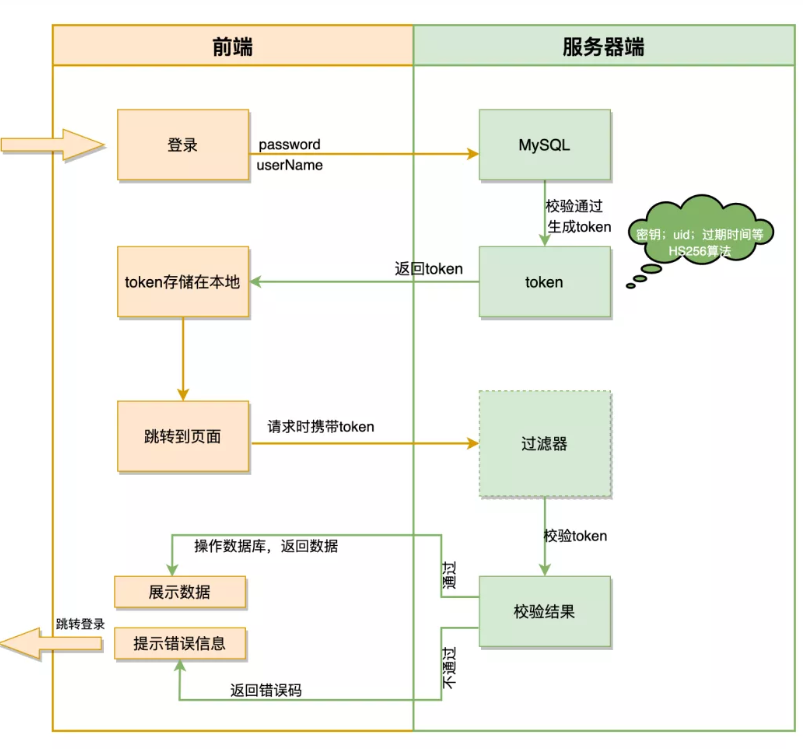 前端
服务器端
登录
password
userName
MySQL
校验通过
生成token
密钥；uid；过期时间等
HS256算法
token存储在本地
返回token
token
跳转到页面
请求时携带token
过滤器
校验token
操作数据库，返回数据
通过
展示数据
校验结果
跳转登录
提示错误信息
不通过
返回错误码